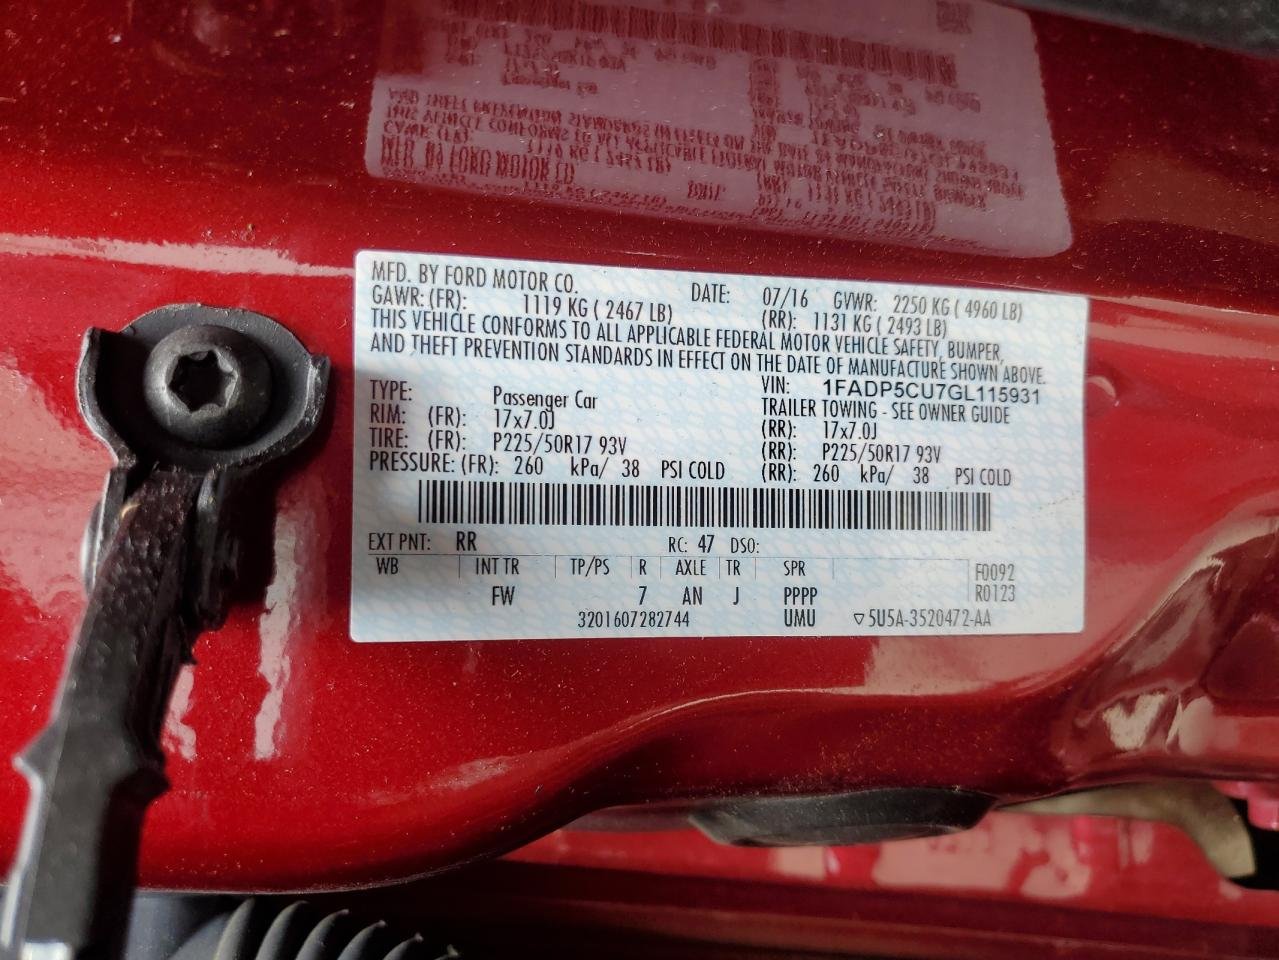 MFD. BY FORD MOTOR CO. DATE: 07/16 GVWR: 2250 KG ( 4960 LB)
GAWR: (FR): 1119 KG ( 2467 LB) (RR): 1131 KG ( 2493 LB)
THIS VEHICLE CONFORMS TO ALL APPLICABLE FEDERAL MOTOR VEHICLE SAFETY, BUMPER,
AND THEFT PREVENTION STANDARDS IN EFFECT ON THE DATE OF MANUFACTURE SHOWN ABOVE.
VIN: 1FADP5CU7GL115931
TYPE: Passenger Car TRAILER TOWING - SEE OWNER GUIDE
RIM: (FR): 17x7.0J (RR): 17x7.0J
TIRE: (FR): P225/50R17 93V (RR): P225/50R17 93V
PRESSURE: (FR): 260 kPa/ 38 PSI COLD (RR): 260 kPa/ 38 PSI COLD
EXT PNT: RR RC: 47 DSO:
WB INT TR TP/PS R AXLE TR SPR F0092
FW 7 AN J PPPP R0123
3201607282744 UMU ▽5U5A-3520472-AA